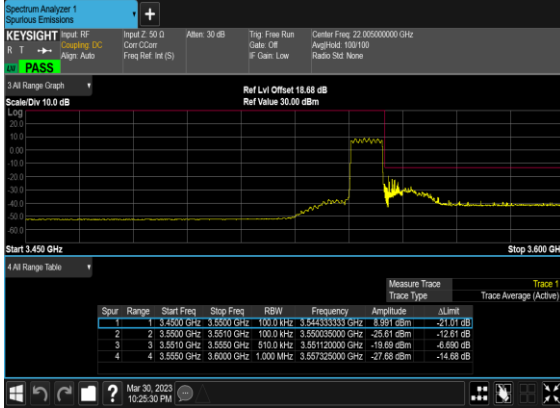 Spectrum Analyzer 1
Spurious Emissions
+
KEYSIGHT Input: RF Input Z: 50 Ω Atten: 30 dB Trig: Free Run Center Freq: 22.005000000 GHz
R T Coupling: DC Corr CCorr Gate: Off Avg|Hold: 100/100
Align: Auto Freq Ref: Int (S) IF Gain: Low Radio Std: None
PASS
3 All Range Graph
Ref Lvl Offset 18.68 dB
Scale/Div 10.0 dB Ref Value 30.00 dBm
Log
20.0
10.0
0.00
-10.0
-20.0
-30.0
-40.0
-50.0
-60.0
Start 3.450 GHz Stop 3.600 GH
4 All Range Table
Measure Trace Trace 1
Trace Type Trace Average (Active)
Spur Range Start Freq Stop Freq RBW Frequency Amplitude ΔLimit
1 1 3.4500 GHz 3.5500 GHz 100.0 kHz 3.544333333 GHz 8.991 dBm -21.01 dB
2 2 3.5500 GHz 3.5510 GHz 100.0 kHz 3.550035000 GHz -25.61 dBm -12.61 dB
3 3 3.5510 GHz 3.5550 GHz 510.0 kHz 3.551120000 GHz -19.69 dBm -6.690 dB
4 4 3.5550 GHz 3.6000 GHz 1.000 MHz 3.557325000 GHz -27.68 dBm -14.68 dB
? Mar 30, 2023
10:25:30 PM